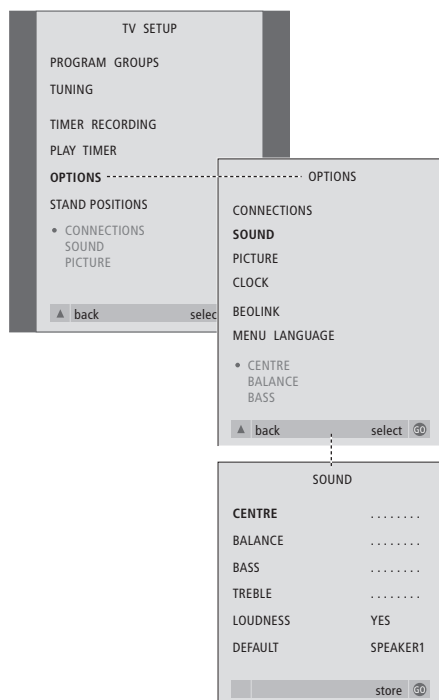 TV SETUP
PROGRAM GROUPS
TUNING
TIMER RECORDING
PLAY TIMER
OPTIONS
STAND POSITIONS
• CONNECTIONS
SOUND
PICTURE
▲ back selec
OPTIONS
CONNECTIONS
SOUND
PICTURE
CLOCK
BEOLINK
MENU LANGUAGE
• CENTRE
BALANCE
BASS
▲ back select GO
SOUND
CENTRE ........
BALANCE ........
BASS ........
TREBLE ........
LOUDNESS YES
DEFAULT SPEAKER1
store GO